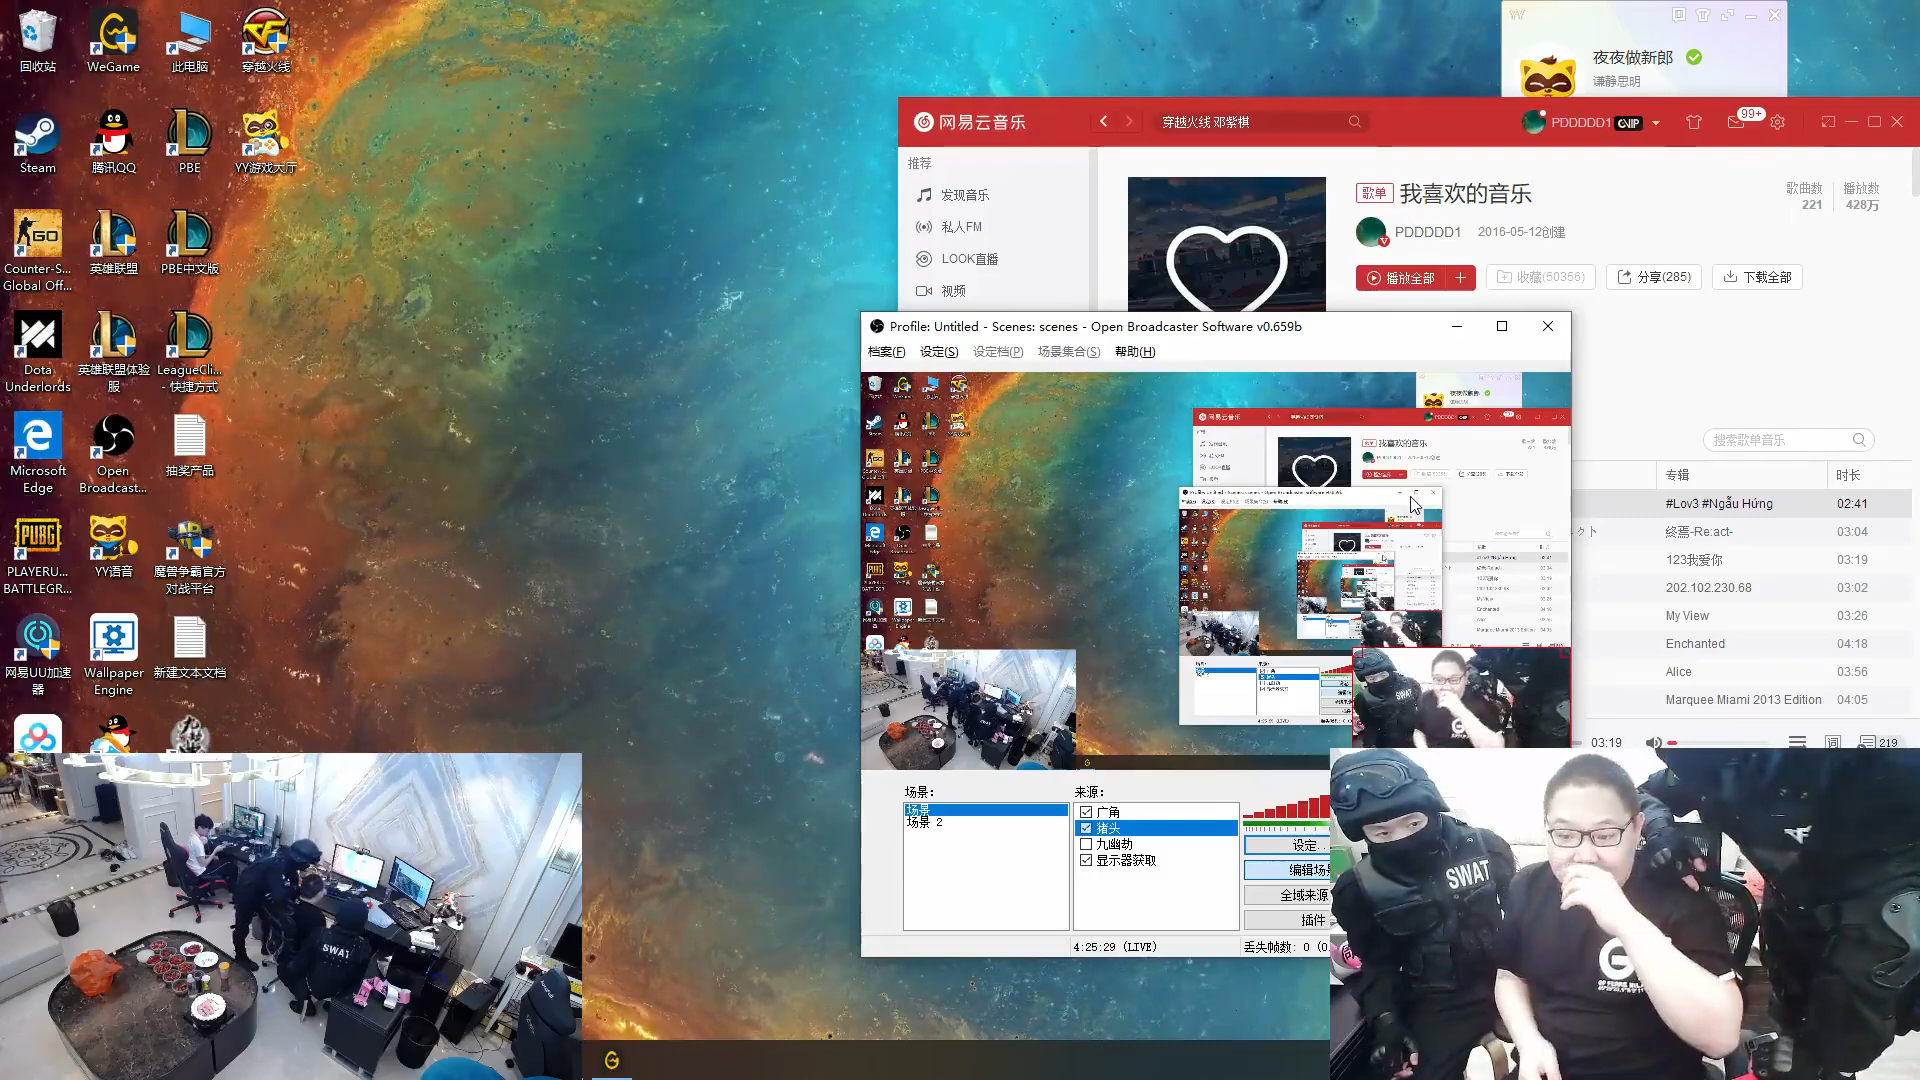 回收站
WeGame
此电脑
穿越火线
Steam
腾讯QQ
PBE
YY游戏大厅
Counter-S...
Global Off...
英雄联盟
PBE中文版
Dota
Underlords
英雄联盟体验
服
LeagueCli...
- 快捷方式
Microsoft
Edge
Open
Broadcast...
抽奖产品
PLAYERU...
BATTLEGR...
YY语音
魔兽争霸官方
对战平台
网易UU加速
器
Wallpaper
Engine
新建文本文档
夜夜做新郎
谦静思明
网易云音乐
穿越火线 邓紫棋
PDDDDD1
99+
推荐
发现音乐
私人FM
LOOK直播
视频
歌单 我喜欢的音乐
歌曲数 播放数
221 428万
PDDDDD1 2016-05-12创建
播放全部
收藏(50356)
分享(285)
下载全部
搜索歌单音乐
专辑 时长
#Lov3 #Ngẫu Hứng 02:41
终焉-Re:act- 03:04
123我爱你 03:19
202.102.230.68 03:02
My View 03:26
Enchanted 04:18
Alice 03:56
Marquee Miami 2013 Edition 04:05
03:19 词 219
Profile: Untitled - Scenes: scenes - Open Broadcaster Software v0.659b
档案(F) 设定(S) 设定档(P) 场景集合(S) 帮助(H)
场景:
场景
场景 2
来源:
广角
猪头
九幽劫
显示器获取
设定...
编辑场
全域来源
插件
4:25:29 (LIVE)
丢失帧数: 0 (0.
SWAT
SWAT